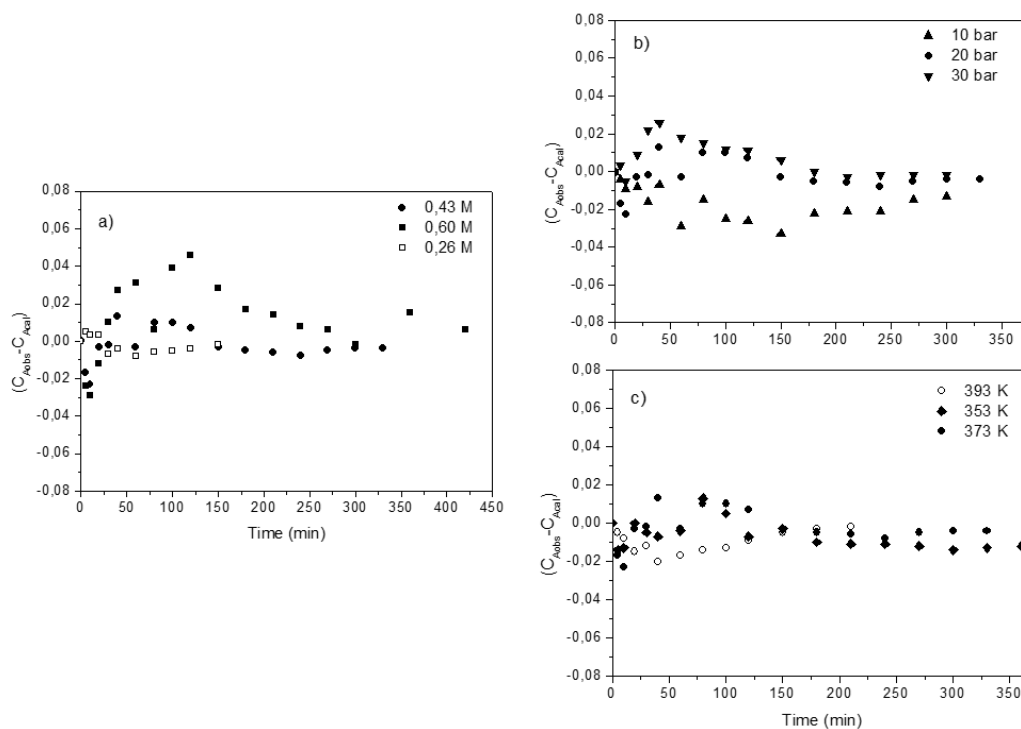 a)
0,43 M
0,60 M
0,26 M
0,08
0,06
0,04
0,02
0,00
-0,02
-0,04
-0,06
-0,08
(C_Aobs-C_Acal)
0 50 100 150 200 250 300 350 400 450
Time (min)
b)
10 bar
20 bar
30 bar
0,08
0,06
0,04
0,02
0,00
-0,02
-0,04
-0,06
-0,08
(C_Aobs-C_Acal)
0 50 100 150 200 250 300 350
c)
393 K
353 K
373 K
0,08
0,06
0,04
0,02
0,00
-0,02
-0,04
-0,06
-0,08
(C_Aobs-C_Acal)
0 50 100 150 200 250 300 350
Time (min)